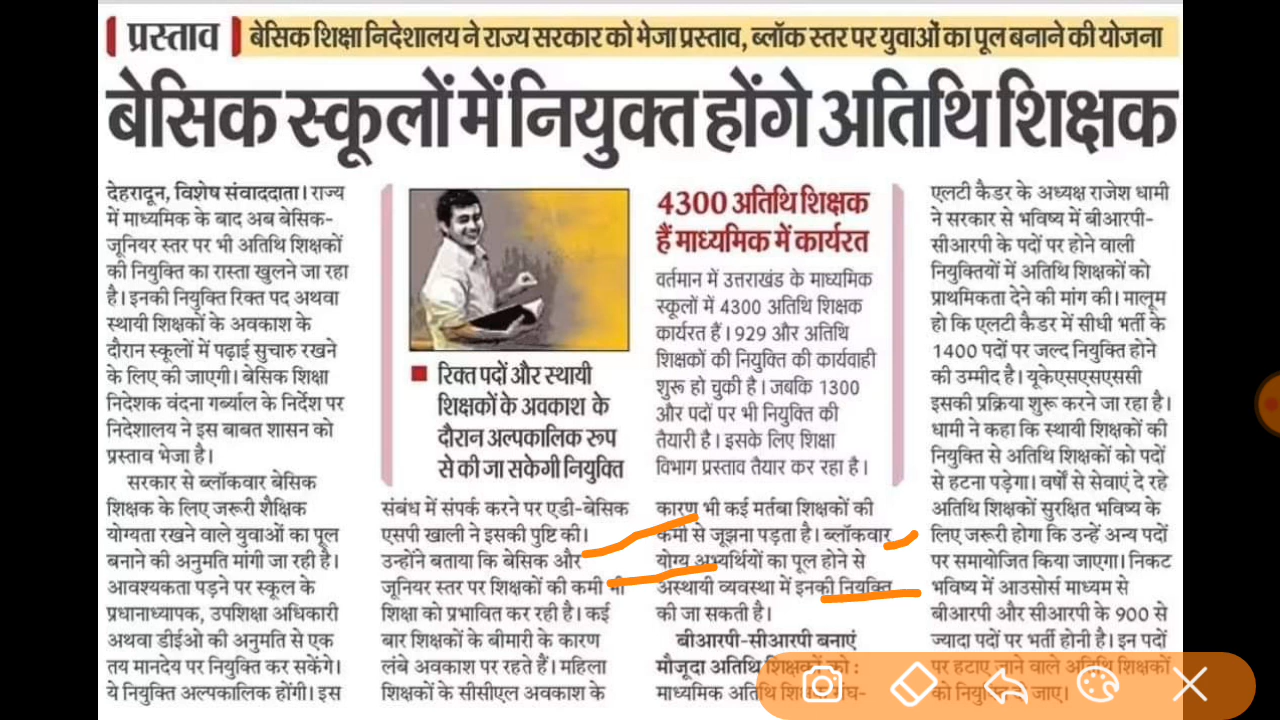 प्रस्ताव
बेसिक शिक्षा निदेशालय ने राज्य सरकार को भेजा प्रस्ताव, ब्लॉक स्तर पर युवाओं का पूल बनाने की योजना
बेसिक स्कूलों में नियुक्त होंगे अतिथि शिक्षक
देहरादून, विशेष संवाददाता। राज्य
में माध्यमिक के बाद अब बेसिक-
जूनियर स्तर पर भी अतिथि शिक्षकों
की नियुक्ति का रास्ता खुलने जा रहा
है। इनकी नियुक्ति रिक्त पद अथवा
स्थायी शिक्षकों के अवकाश के
दौरान स्कूलों में पढ़ाई सुचारु रखने
के लिए की जाएगी। बेसिक शिक्षा
निदेशक वंदना गर्ब्याल के निर्देश पर
निदेशालय ने इस बाबत शासन को
प्रस्ताव भेजा है।
सरकार से ब्लॉकवार बेसिक
शिक्षक के लिए जरूरी शैक्षिक
योग्यता रखने वाले युवाओं का पूल
बनाने की अनुमति मांगी जा रही है।
आवश्यकता पड़ने पर स्कूल के
प्रधानाध्यापक, उपशिक्षा अधिकारी
अथवा डीईओ की अनुमति से एक
तय मानदेय पर नियुक्ति कर सकेंगे।
ये नियुक्ति अल्पकालिक होंगी। इस
रिक्त पदों और स्थायी
शिक्षकों के अवकाश के
दौरान अल्पकालिक रूप
से की जा सकेगी नियुक्ति
संबंध में संपर्क करने पर एडी-बेसिक
एसपी खाली ने इसकी पुष्टि की।
उन्होंने बताया कि बेसिक और
जूनियर स्तर पर शिक्षकों की कमी भी
शिक्षा को प्रभावित कर रही है। कई
बार शिक्षकों के बीमारी के कारण
लंबे अवकाश पर रहते हैं। महिला
शिक्षकों के सीसीएल अवकाश के
4300 अतिथि शिक्षक
हैं माध्यमिक में कार्यरत
वर्तमान में उत्तराखंड के माध्यमिक
स्कूलों में 4300 अतिथि शिक्षक
कार्यरत हैं। 929 और अतिथि
शिक्षकों की नियुक्ति की कार्यवाही
शुरू हो चुकी है। जबकि 1300
और पदों पर भी नियुक्ति की
तैयारी है। इसके लिए शिक्षा
विभाग प्रस्ताव तैयार कर रहा है।
कारण भी कई मर्तबा शिक्षकों की
कमी से जूझना पड़ता है। ब्लॉकवार
योग्य अभ्यर्थियों का पूल होने से
अस्थायी व्यवस्था में इनकी नियुक्ति
की जा सकती है।
बीआरपी-सीआरपी बनाएं
मौजूदा अतिथि शिक्षकों को :
माध्यमिक अतिथि शिक्षक संघ-
एलटी कैडर के अध्यक्ष राजेश धामी
ने सरकार से भविष्य में बीआरपी-
सीआरपी के पदों पर होने वाली
नियुक्तियों में अतिथि शिक्षकों को
प्राथमिकता देने की मांग की। मालूम
हो कि एलटी कैडर में सीधी भर्ती के
1400 पदों पर जल्द नियुक्ति होने
की उम्मीद है। यूकेएसएसएससी
इसकी प्रक्रिया शुरू करने जा रहा है।
धामी ने कहा कि स्थायी शिक्षकों की
नियुक्ति से अतिथि शिक्षकों को पदों
से हटना पड़ेगा। वर्षों से सेवाएं दे रहे
अतिथि शिक्षकों सुरक्षित भविष्य के
लिए जरूरी होगा कि उन्हें अन्य पदों
पर समायोजित किया जाएगा। निकट
भविष्य में आउसोर्स माध्यम से
बीआरपी और सीआरपी के 900 से
ज्यादा पदों पर भर्ती होनी है। इन पदों
पर हटाए जाने वाले अतिथि शिक्षकों
को नियुक्त जाए।